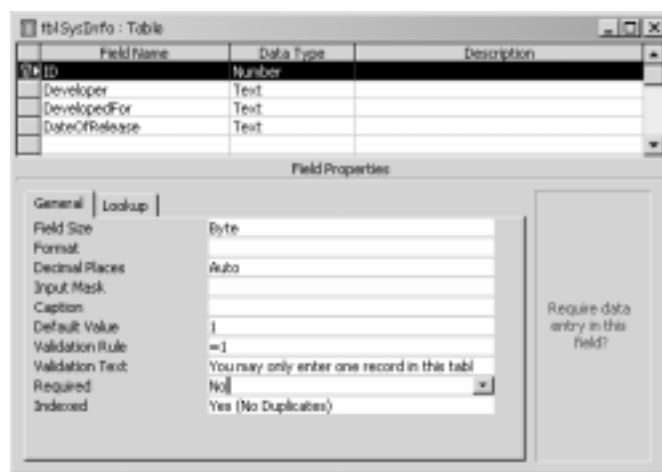 tblSysInfo : Table
Field Name Data Type Description
ID Number
Developer Text
DevelopedFor Text
DateOfRelease Text
Field Properties
General Lookup
Field Size Byte
Format
Decimal Places Auto
Input Mask
Caption
Default Value 1
Validation Rule =1
Validation Text You may only enter one record in this tabl
Required No
Indexed Yes (No Duplicates)
Require data
entry in this
field?